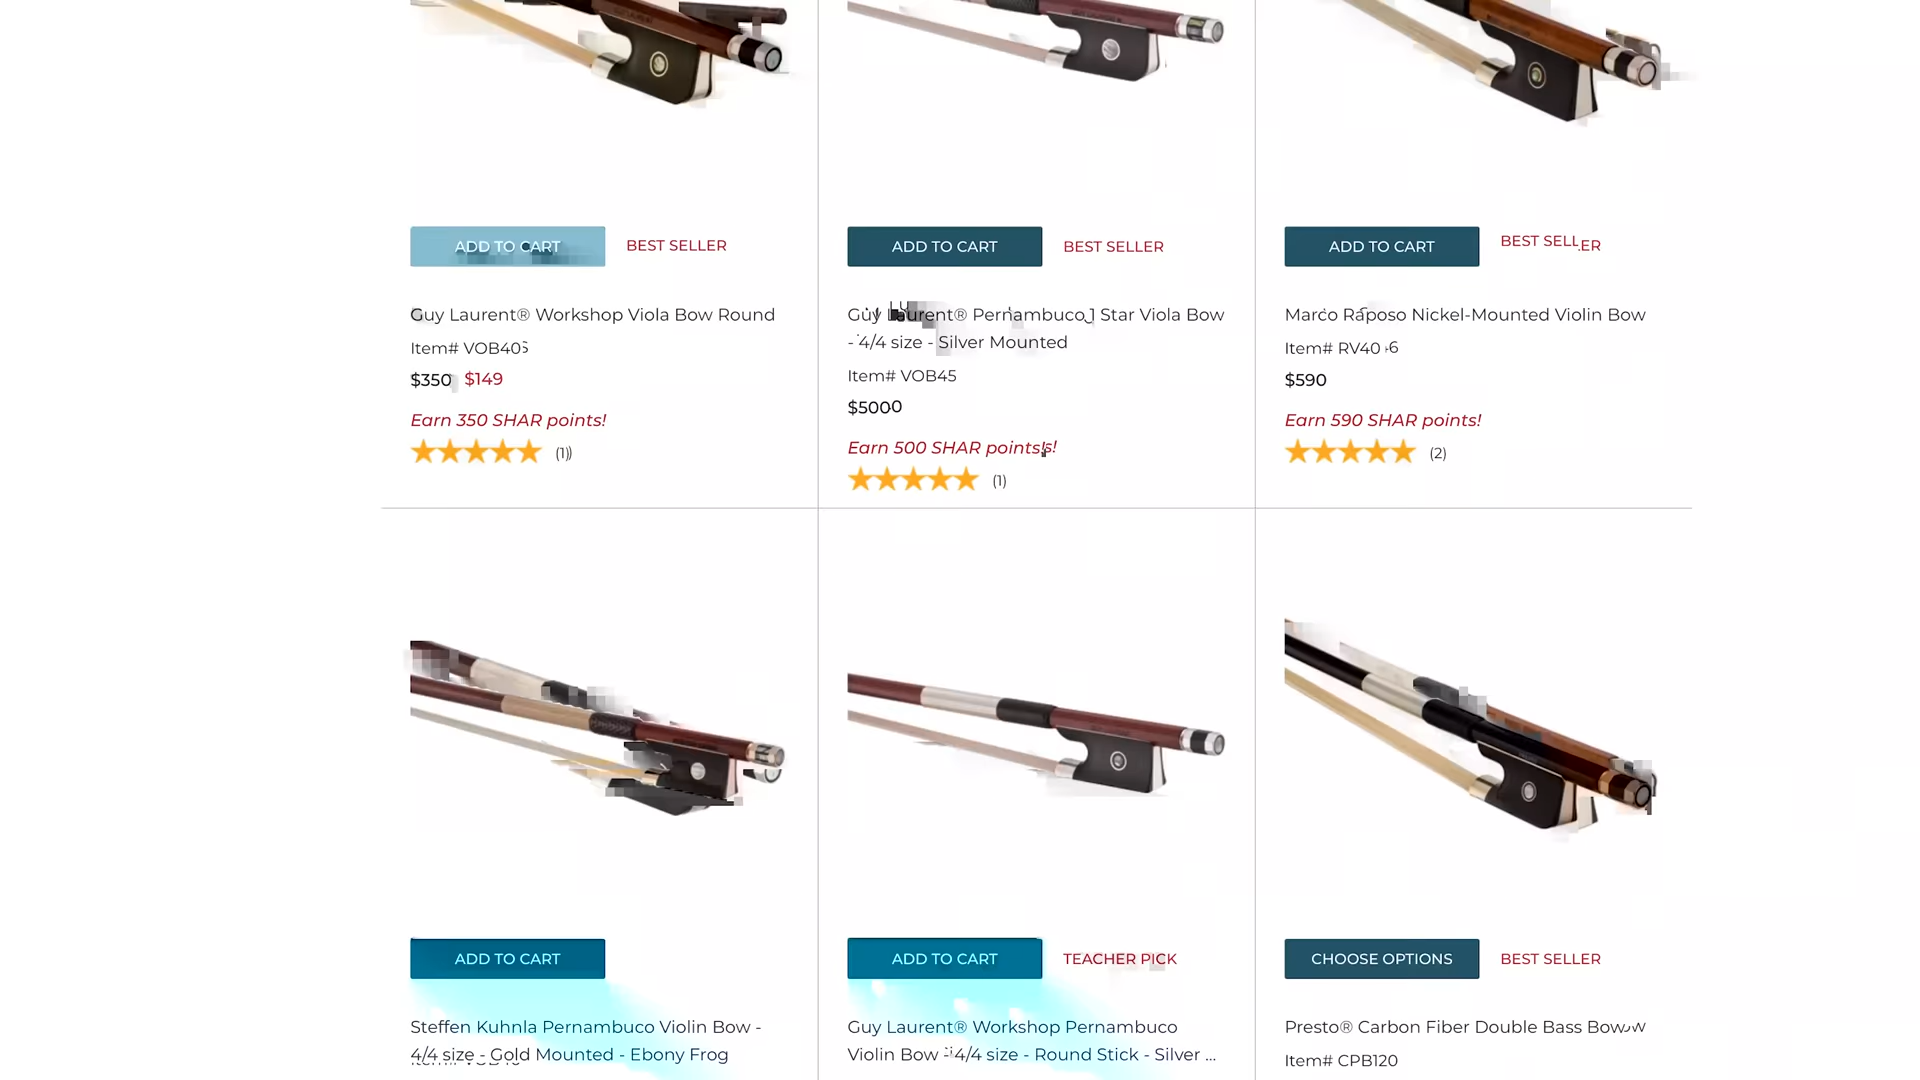 ADD TO CART BEST SELLER
ADD TO CART BEST SELLER
ADD TO CART BEST SELLER
Guy Laurent® Workshop Viola Bow Round
Item# VOB40S
$350 $149
Earn 350 SHAR points!
(1)
Guy Laurent® Pernambuco 1 Star Viola Bow
- 4/4 size - Silver Mounted
Item# VOB45
Earn 500 SHAR points!
(1)
Marco Raposo Nickel-Mounted Violin Bow
Item#
$590
Earn 590 SHAR points!
(2)
ADD TO CART
ADD TO CART TEACHER PICK
CHOOSE OPTIONS BEST SELLER
Steffen Kuhnla Pernambuco Violin Bow -
4/4 size - Gold Mounted - Ebony Frog
Guy Laurent® Workshop Pernambuco
Violin Bow - 4/4 size - Round Stick - Silver ...
Presto® Carbon Fiber Double Bass Bow
Item# CPB120